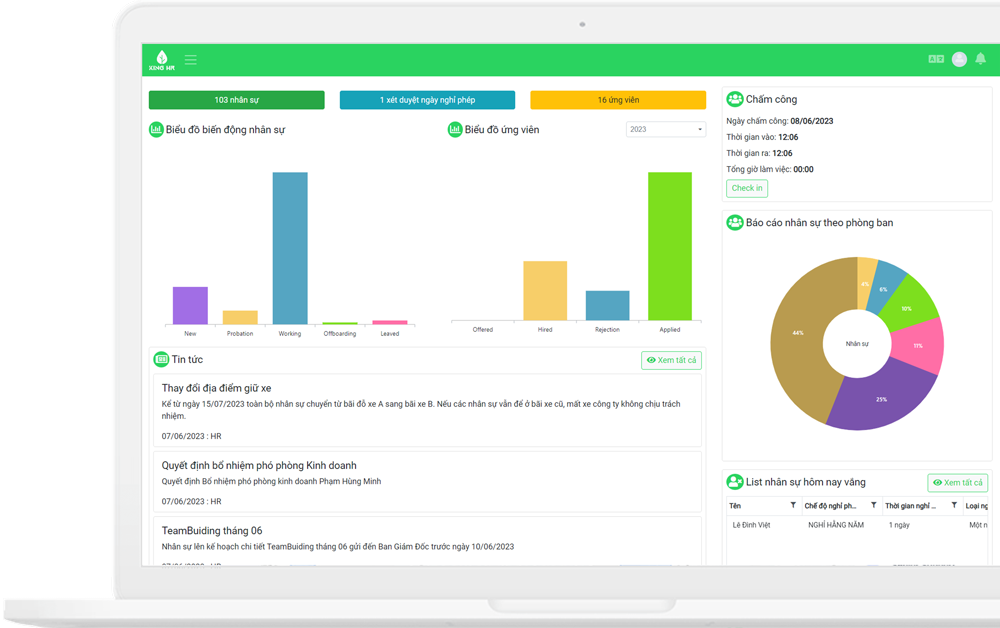 XING HR
103 nhân sự
1 xét duyệt ngày nghỉ phép
16 ứng viên
Biểu đồ biến động nhân sự
New
Probation
Working
Offboarding
Leaved
Biểu đồ ứng viên
2023
Offered
Hired
Rejection
Applied
Chấm công
Ngày chấm công: 08/06/2023
Thời gian vào: 12:06
Thời gian ra: 12:06
Tổng giờ làm việc: 00:00
Check in
Báo cáo nhân sự theo phòng ban
4%
6%
10%
11%
25%
44%
Nhân sự
Tin tức
Xem tất cả
Thay đổi địa điểm giữ xe
Kể từ ngày 15/07/2023 toàn bộ nhân sự chuyển từ bãi đỗ xe A sang bãi xe B. Nếu các nhân sự vẫn để ở bãi xe cũ, mất xe công ty không chịu trách
nhiệm.
07/06/2023 : HR
Quyết định bổ nhiệm phó phòng Kinh doanh
Quyết định Bổ nhiệm phó phòng kinh doanh Phạm Hùng Minh
07/06/2023 : HR
TeamBuiding tháng 06
Nhân sự lên kế hoạch chi tiết TeamBuiding tháng 06 gửi đến Ban Giám Đốc trước ngày 10/06/2023
List nhân sự hôm nay vắng
Xem tất cả
Tên
Chế độ nghỉ ph...
Thời gian nghỉ ...
Loại ng
Lê Đình Việt
NGHỈ HẰNG NĂM
1 ngày
Một n